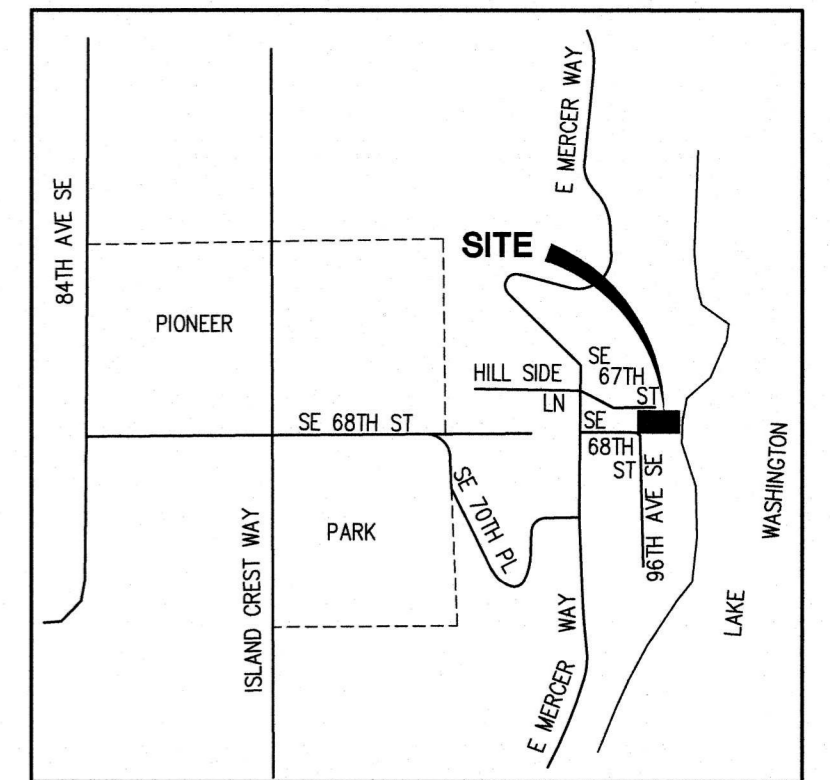 84TH AVE SE
PIONEER
ISLAND CREST WAY
SE 68TH ST
PARK
SE 70TH PL
E MERCER WAY
SITE
HILL SIDE
LN
SE
67TH
ST
SE
68TH
ST
96TH AVE SE
E MERCER
WAY
LAKE
WASHINGTON